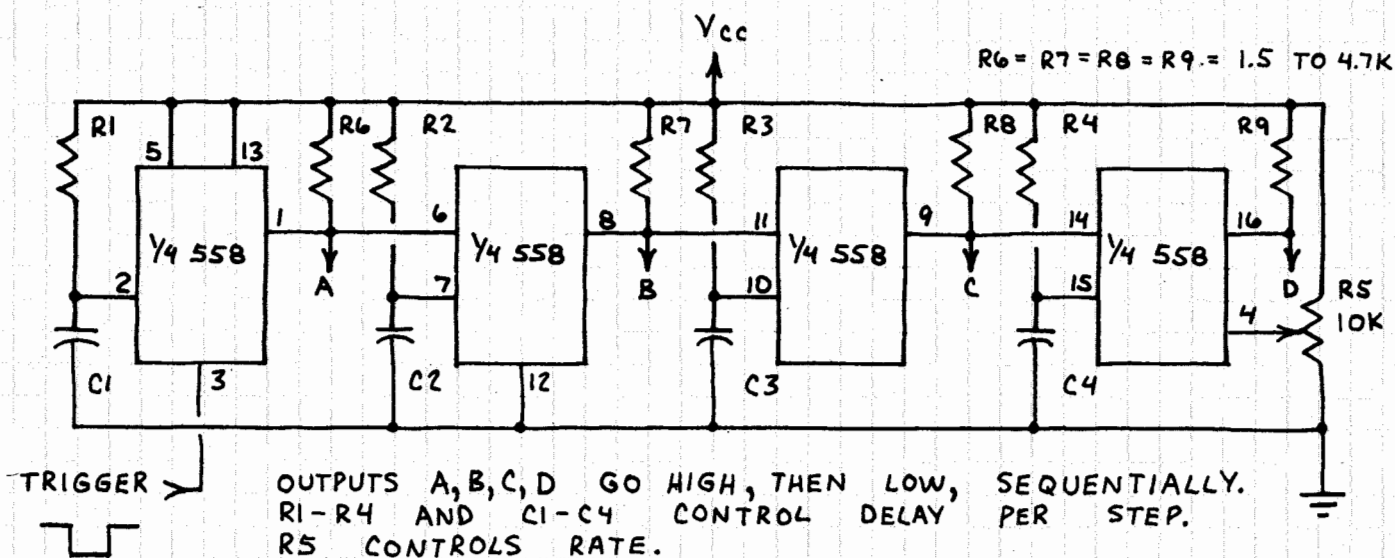 Vcc
R6 = R7 = R8 = R9 = 1.5 TO 4.7K
R1
5
13
R6
R2
R7
R3
R8
R4
R9
1/4 558
1
2
3
C1
A
6
7
1/4 558
8
12
C2
B
11
10
1/4 558
9
C3
C
14
15
1/4 558
16
4
C4
D
R5
10K
TRIGGER
OUTPUTS A, B, C, D GO HIGH, THEN LOW, SEQUENTIALLY.
R1-R4 AND C1-C4 CONTROL DELAY PER STEP.
R5 CONTROLS RATE.